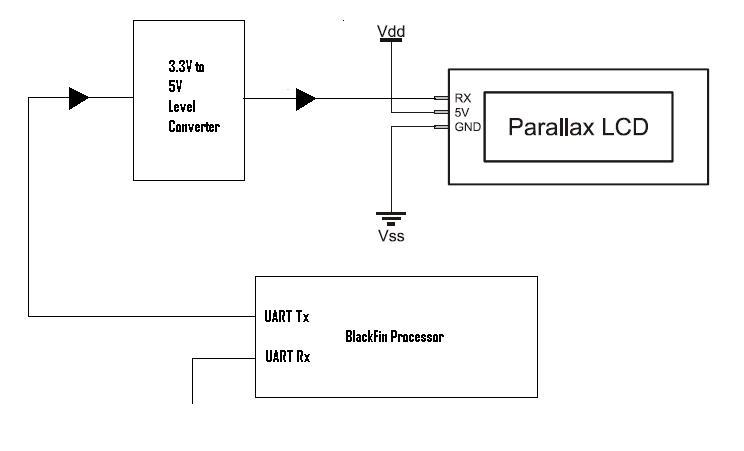 Vdd
3.3V to
5V
Level
Converter
RX
5V
GND
Parallax LCD
Vss
UART Tx
BlackFin Processor
UART Rx